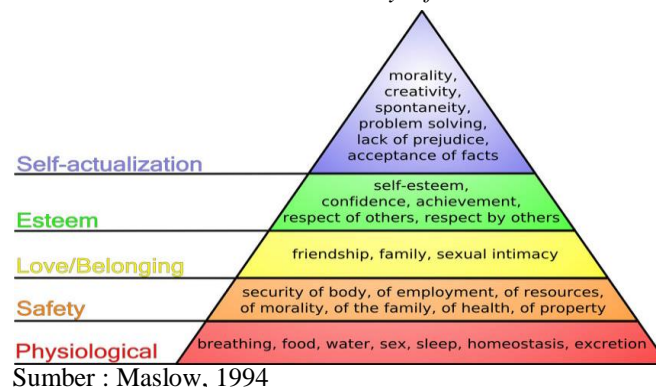 morality,
creativity,
spontaneity,
problem solving,
lack of prejudice,
acceptance of facts
Self-actualization
self-esteem,
confidence, achievement,
respect of others, respect by others
Esteem
friendship, family, sexual intimacy
Love/Belonging
security of body, of employment, of resources,
of morality, of the family, of health, of property
Safety
breathing, food, water, sex, sleep, homeostasis, excretion
Physiological
Sumber : Maslow, 1994